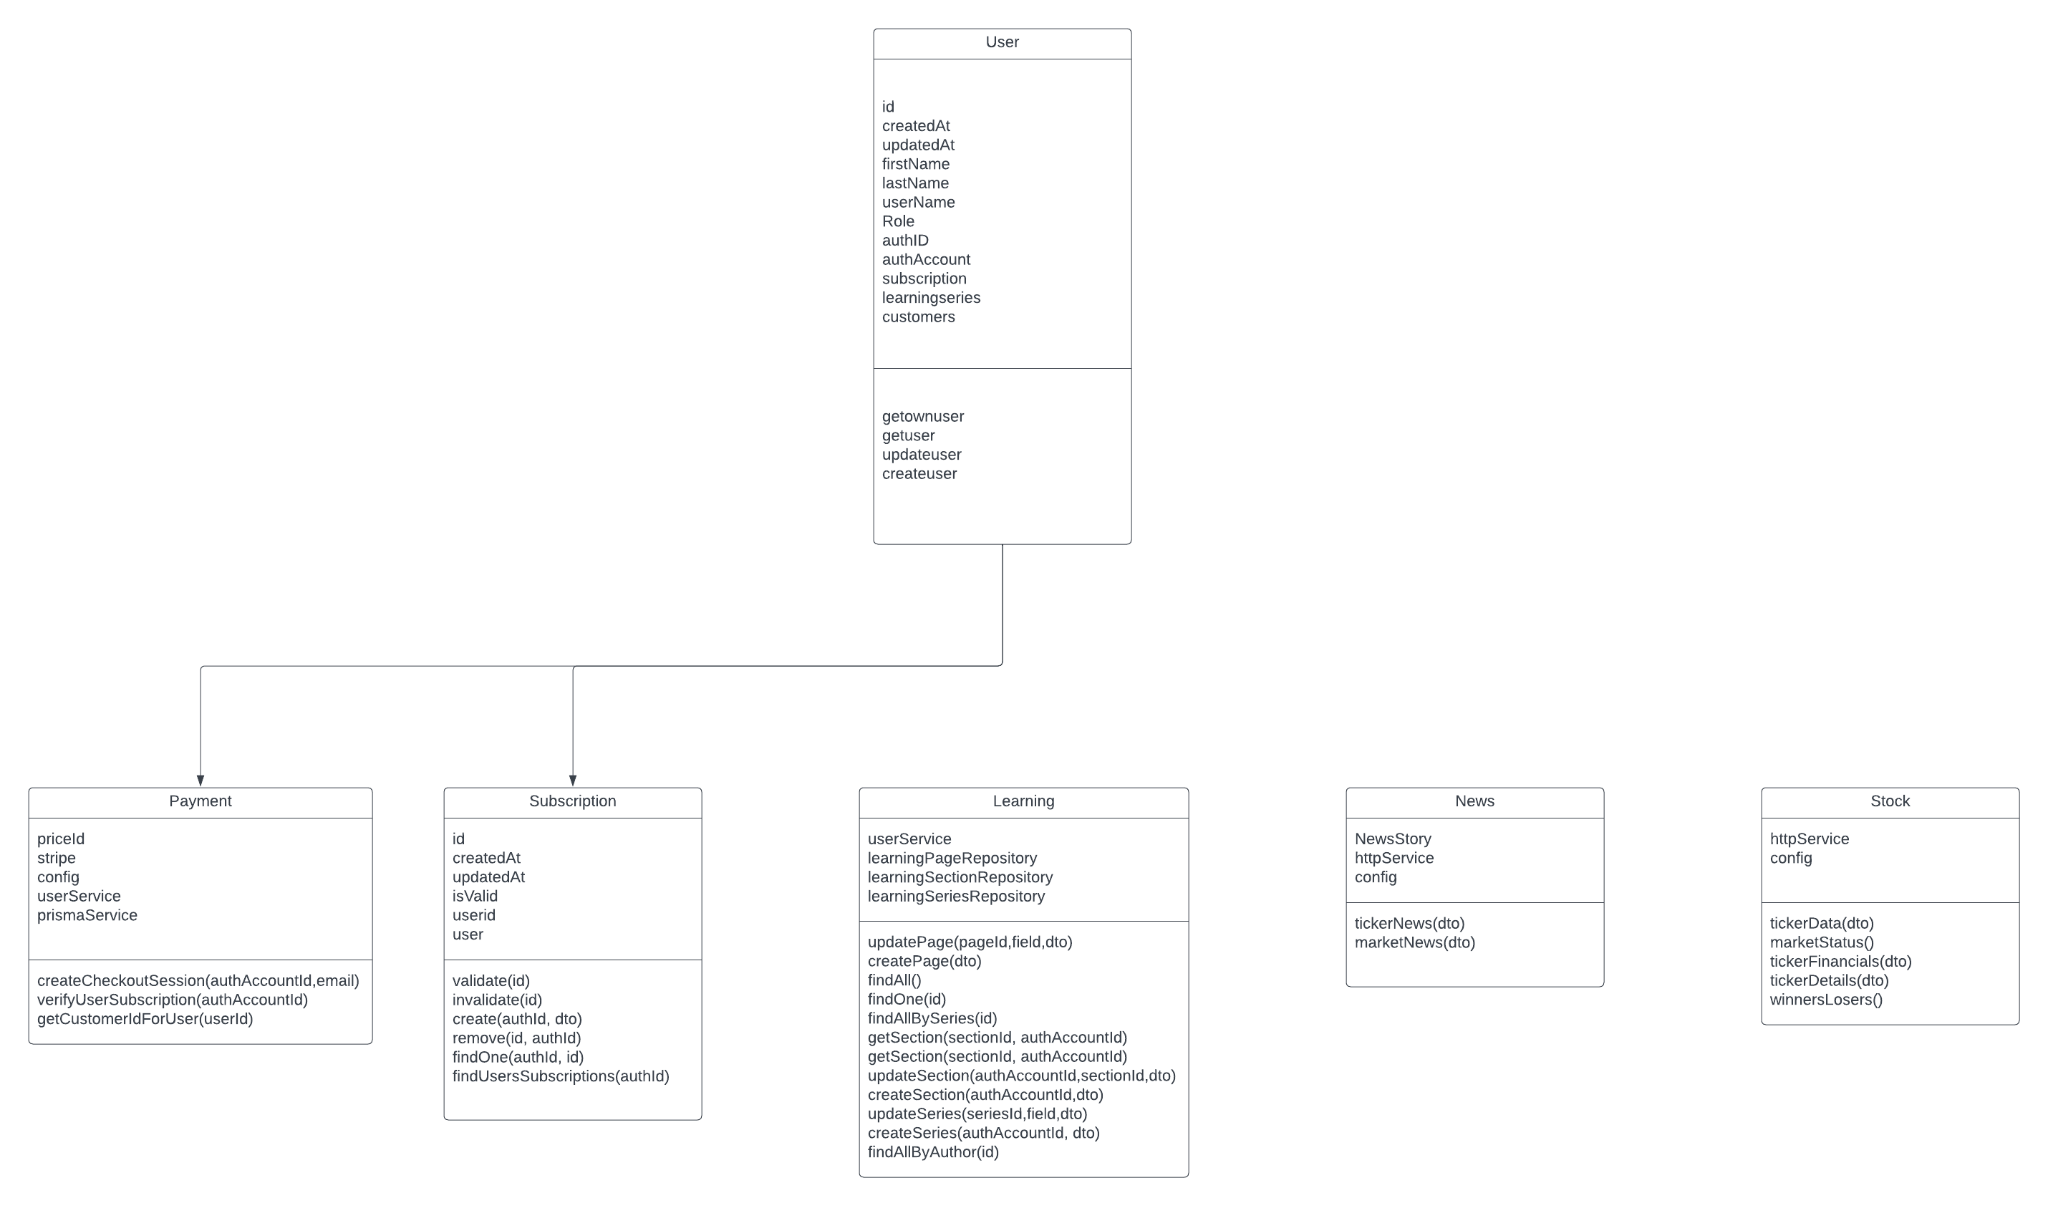 User
id
createdAt
updatedAt
firstName
lastName
userName
Role
authID
authAccount
subscription
learningseries
customers
getownuser
getuser
updateuser
createuser
Payment
priceId
stripe
config
userService
prismaService
createCheckoutSession(authAccountId,email)
verifyUserSubscription(authAccountId)
getCustomerIdForUser(userId)
Subscription
id
createdAt
updatedAt
isValid
userid
user
validate(id)
invalidate(id)
create(authId, dto)
remove(id, authId)
findOne(authId, id)
findUsersSubscriptions(authId)
Learning
userService
learningPageRepository
learningSectionRepository
learningSeriesRepository
updatePage(pageId,field,dto)
createPage(dto)
findAll()
findOne(id)
findAllBySeries(id)
getSection(sectionId, authAccountId)
getSection(sectionId, authAccountId)
updateSection(authAccountId,sectionId,dto)
createSection(authAccountId,dto)
updateSeries(seriesId,field,dto)
createSeries(authAccountId, dto)
findAllByAuthor(id)
News
NewsStory
httpService
config
tickerNews(dto)
marketNews(dto)
Stock
httpService
config
tickerData(dto)
marketStatus()
tickerFinancials(dto)
tickerDetails(dto)
winnersLosers()